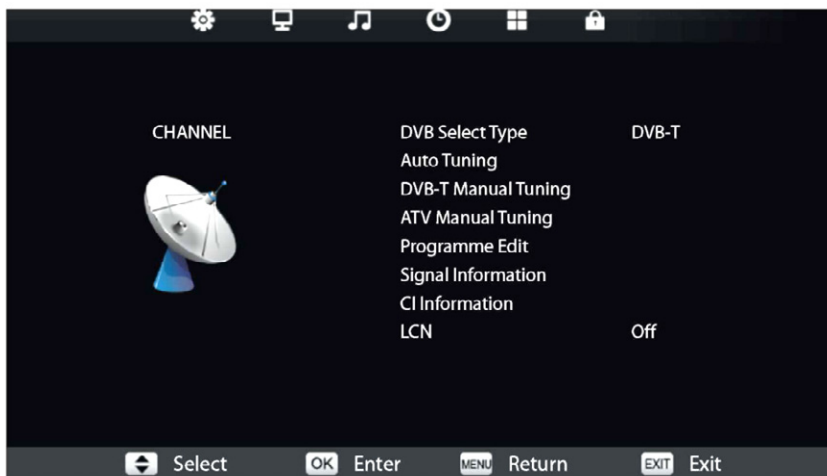 CHANNEL
DVB Select Type DVB-T
Auto Tuning
DVB-T Manual Tuning
ATV Manual Tuning
Programme Edit
Signal Information
CI Information
LCN Off
Select OK Enter MENU Return EXIT Exit